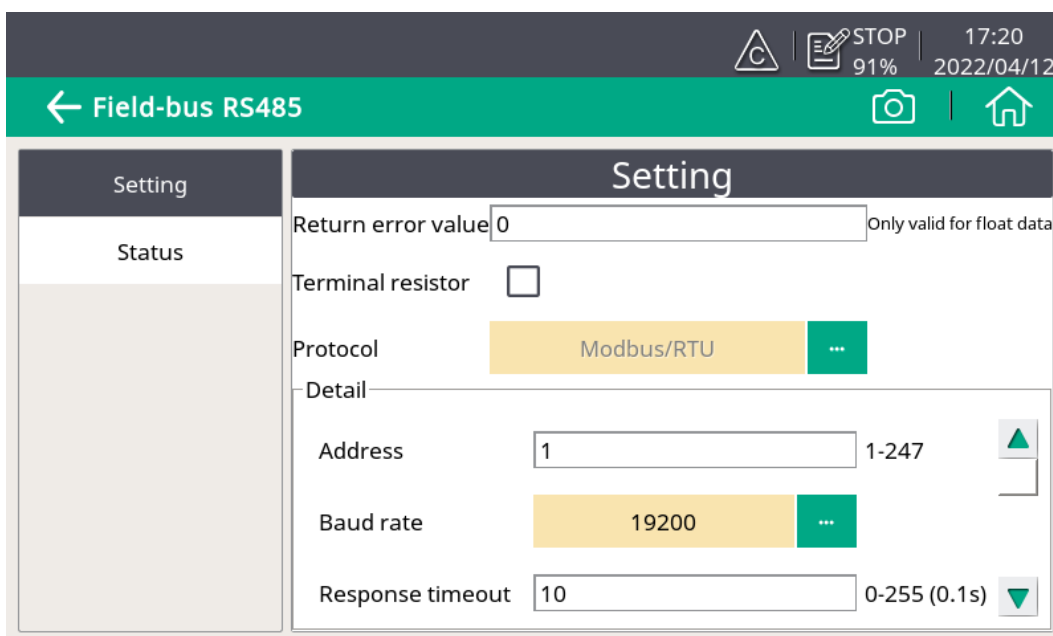 C
STOP
91%
17:20
2022/04/12
Field-bus RS485
Setting
Status
Setting
Return error value 0 Only valid for float data
Terminal resistor
Protocol Modbus/RTU ...
Detail
Address 1 1-247
Baud rate 19200 ...
Response timeout 10 0-255 (0.1s)